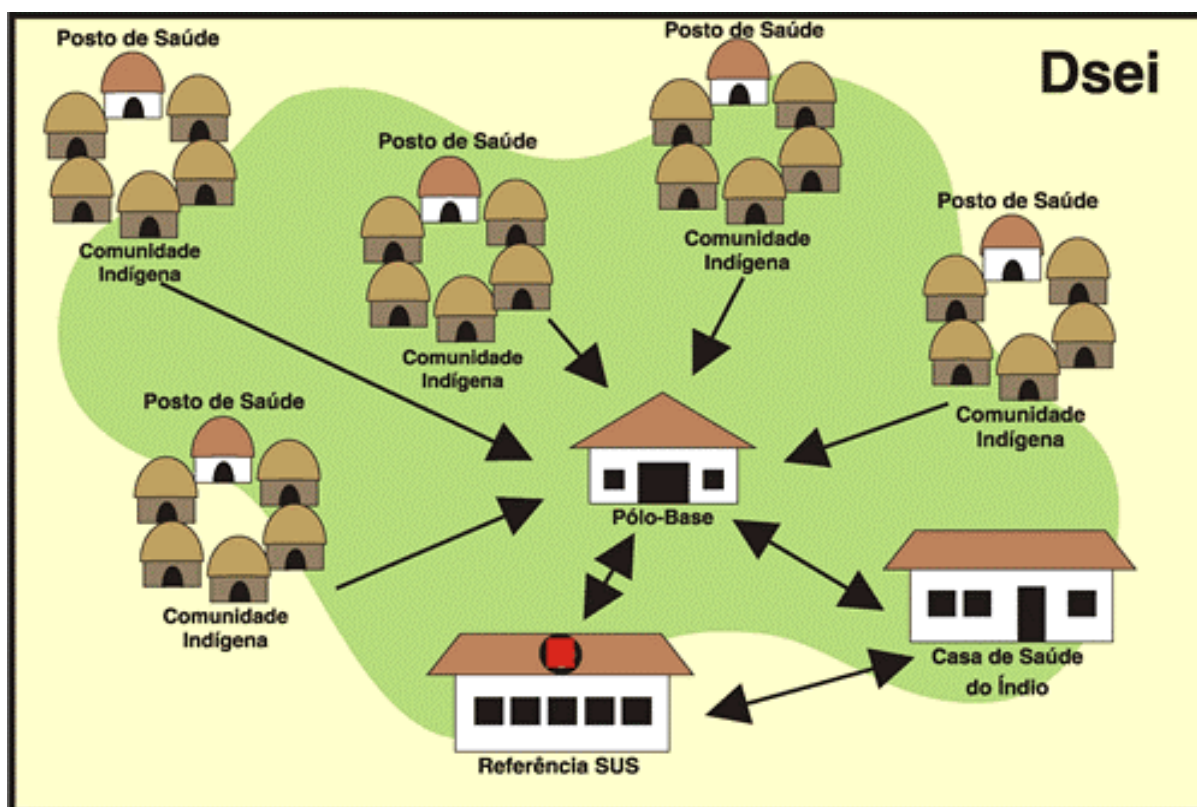 Dsei
Posto de Saúde
Comunidade
Indígena
Posto de Saúde
Comunidade
Indígena
Posto de Saúde
Comunidade
Indígena
Posto de Saúde
Comunidade
Indígena
Posto de Saúde
Comunidade
Indígena
Pólo-Base
Casa de Saúde
do Índio
Referência SUS